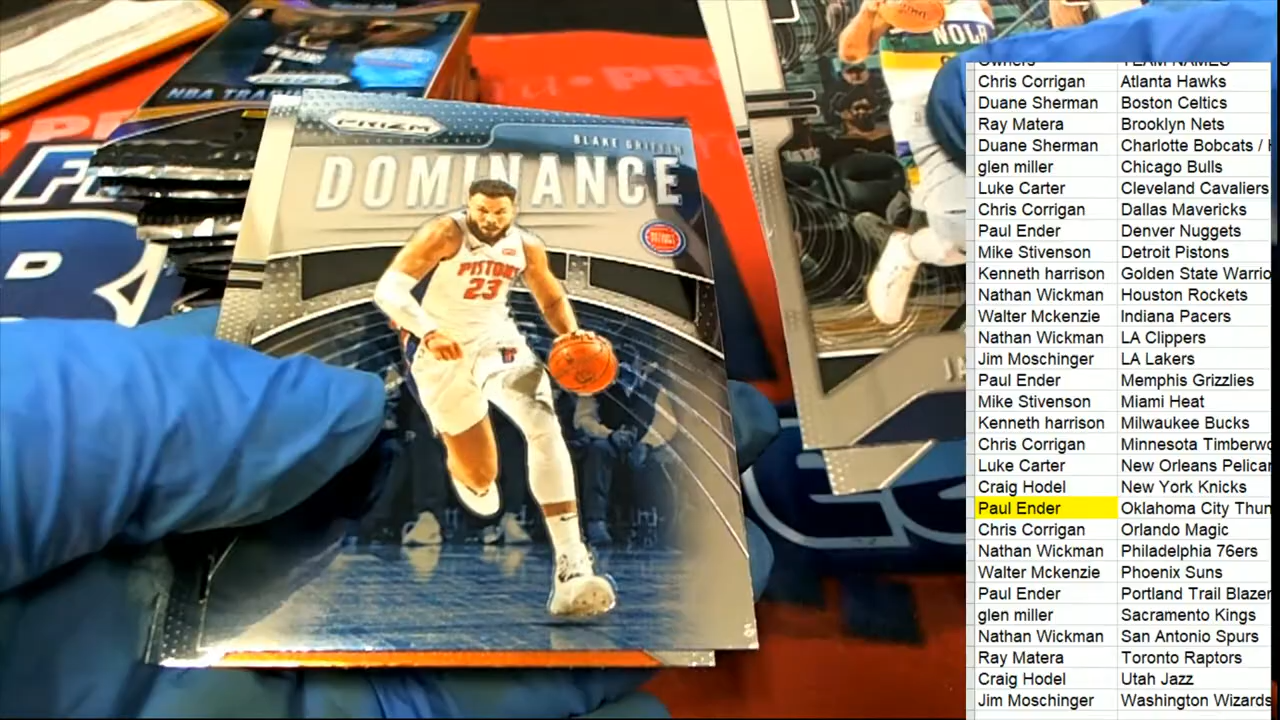 NBA TRADI
PRIZM
BLAKE GRIFFIN
DOMINANCE
PISTONS
23
NOLA
JA
Owners TEAM NAMES
Chris Corrigan Atlanta Hawks
Duane Sherman Boston Celtics
Ray Matera Brooklyn Nets
Duane Sherman Charlotte Bobcats /
glen miller Chicago Bulls
Luke Carter Cleveland Cavaliers
Chris Corrigan Dallas Mavericks
Paul Ender Denver Nuggets
Mike Stivenson Detroit Pistons
Kenneth harrison Golden State Warrio
Nathan Wickman Houston Rockets
Walter Mckenzie Indiana Pacers
Nathan Wickman LA Clippers
Jim Moschinger LA Lakers
Paul Ender Memphis Grizzlies
Mike Stivenson Miami Heat
Kenneth harrison Milwaukee Bucks
Chris Corrigan Minnesota Timberwo
Luke Carter New Orleans Pelican
Craig Hodel New York Knicks
Paul Ender Oklahoma City Thun
Chris Corrigan Orlando Magic
Nathan Wickman Philadelphia 76ers
Walter Mckenzie Phoenix Suns
Paul Ender Portland Trail Blazer
glen miller Sacramento Kings
Nathan Wickman San Antonio Spurs
Ray Matera Toronto Raptors
Craig Hodel Utah Jazz
Jim Moschinger Washington Wizards